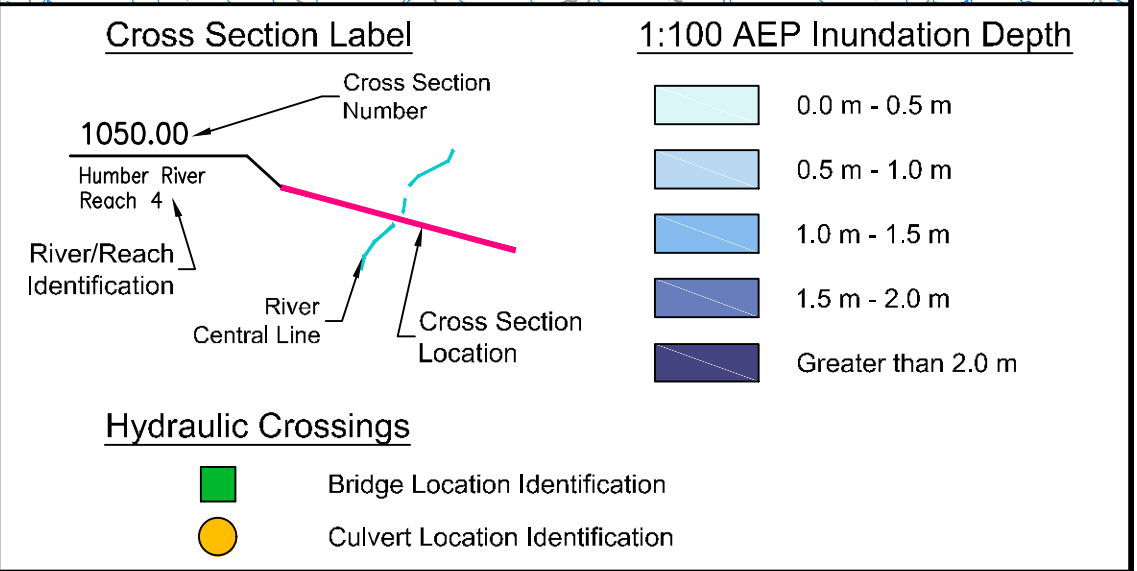 Cross Section Label
Cross Section
Number
1050.00
Humber River
Reach 4
River/Reach
Identification
River
Central Line
Cross Section
Location
1:100 AEP Inundation Depth
0.0 m - 0.5 m
0.5 m - 1.0 m
1.0 m - 1.5 m
1.5 m - 2.0 m
Greater than 2.0 m
Hydraulic Crossings
Bridge Location Identification
Culvert Location Identification